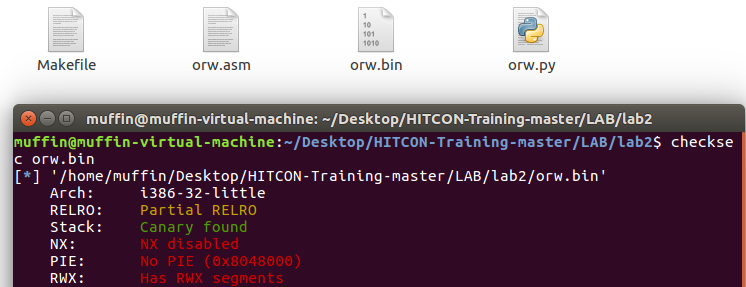 1
10
101
1010
Makefile
orw.asm
orw.bin
orw.py
muffin@muffin-virtual-machine: ~/Desktop/HITCON-Training-master/LAB/lab2
muffin@muffin-virtual-machine:~/Desktop/HITCON-Training-master/LAB/lab2$ checkse
c orw.bin
[*] '/home/muffin/Desktop/HITCON-Training-master/LAB/lab2/orw.bin'
Arch: i386-32-little
RELRO: Partial RELRO
Stack: Canary found
NX: NX disabled
PIE: No PIE (0x8048000)
RWX: Has RWX segments